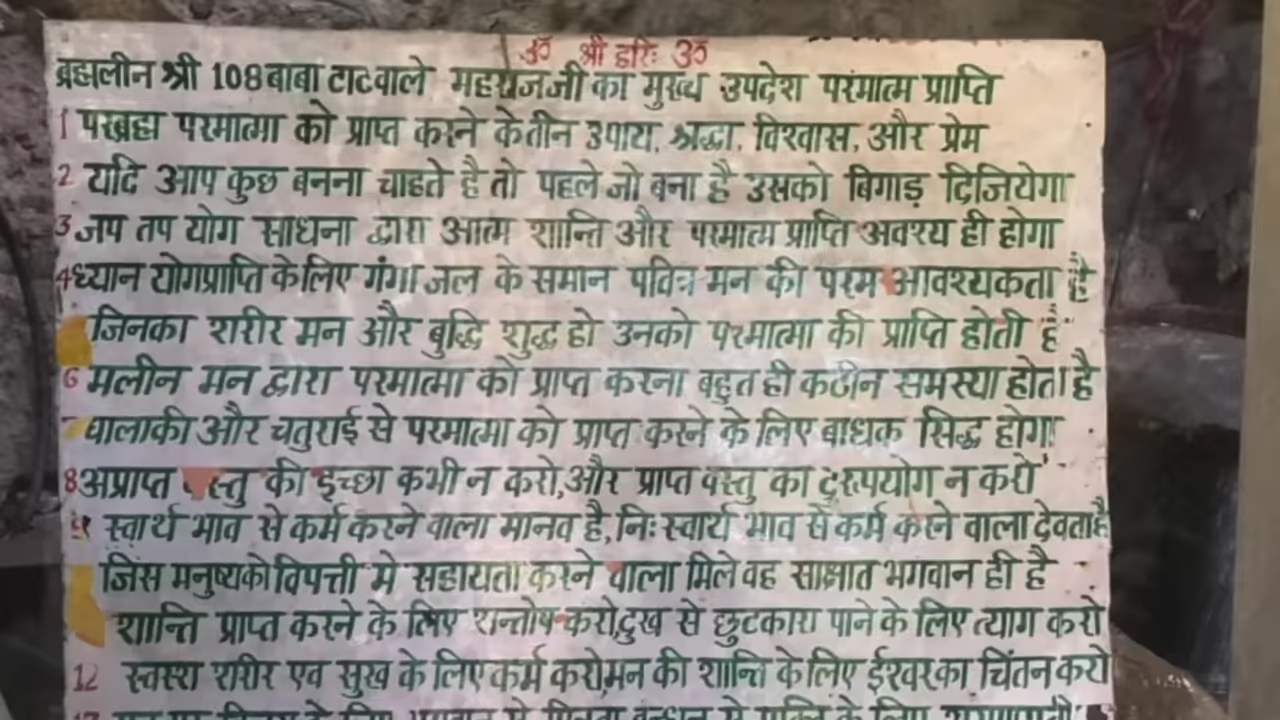 ॐ श्री हरिः ॐ
ब्रह्मलीन श्री 108 बाबा टाटवाले महाराज जी का मुख्य उपदेश परमात्म प्राप्ति
1 परब्रह्म परमात्मा को प्राप्त करने के तीन उपाय, श्रद्धा, विश्वास, और प्रेम
2 यदि आप कुछ बनना चाहते है तो पहले जो बना है उसको बिगाड़ दिजियेगा
3 जप तप योग साधना द्वारा आत्म शान्ति और परमात्म प्राप्ति अवश्य ही होगा
4 ध्यान योगप्राप्ति के लिए गंगा जल के समान पवित्र मन की परम आवश्यकता है
जिनका शरीर मन और बुद्धि शुद्ध हो उनको परमात्मा की प्राप्ति होती है
6 मलीन मन द्वारा परमात्मा को प्राप्त करना बहुत ही कठीन समस्या होता है
चालाकी और चतुराई से परमात्मा को प्राप्त करने के लिए बाधक सिद्ध होगा
8 अप्राप्त वस्तु की इच्छा कभी न करो, और प्राप्त वस्तु का दुरूपयोग न करो
9 स्वार्थ भाव से कर्म करने वाला मानव है, निः स्वार्थ भाव से कर्म करने वाला देवता है
जिस मनुष्य को विपत्ती मे सहायता करने वाला मिले वह साक्षात भगवान ही है
शान्ति प्राप्त करने के लिए शन्तोष करो, दुख से छुटकारा पाने के लिए त्याग करो
12 स्वस्थ शरीर एव सुख के लिए कर्म करो, मन की शान्ति के लिए ईश्वर का चिंतन करो